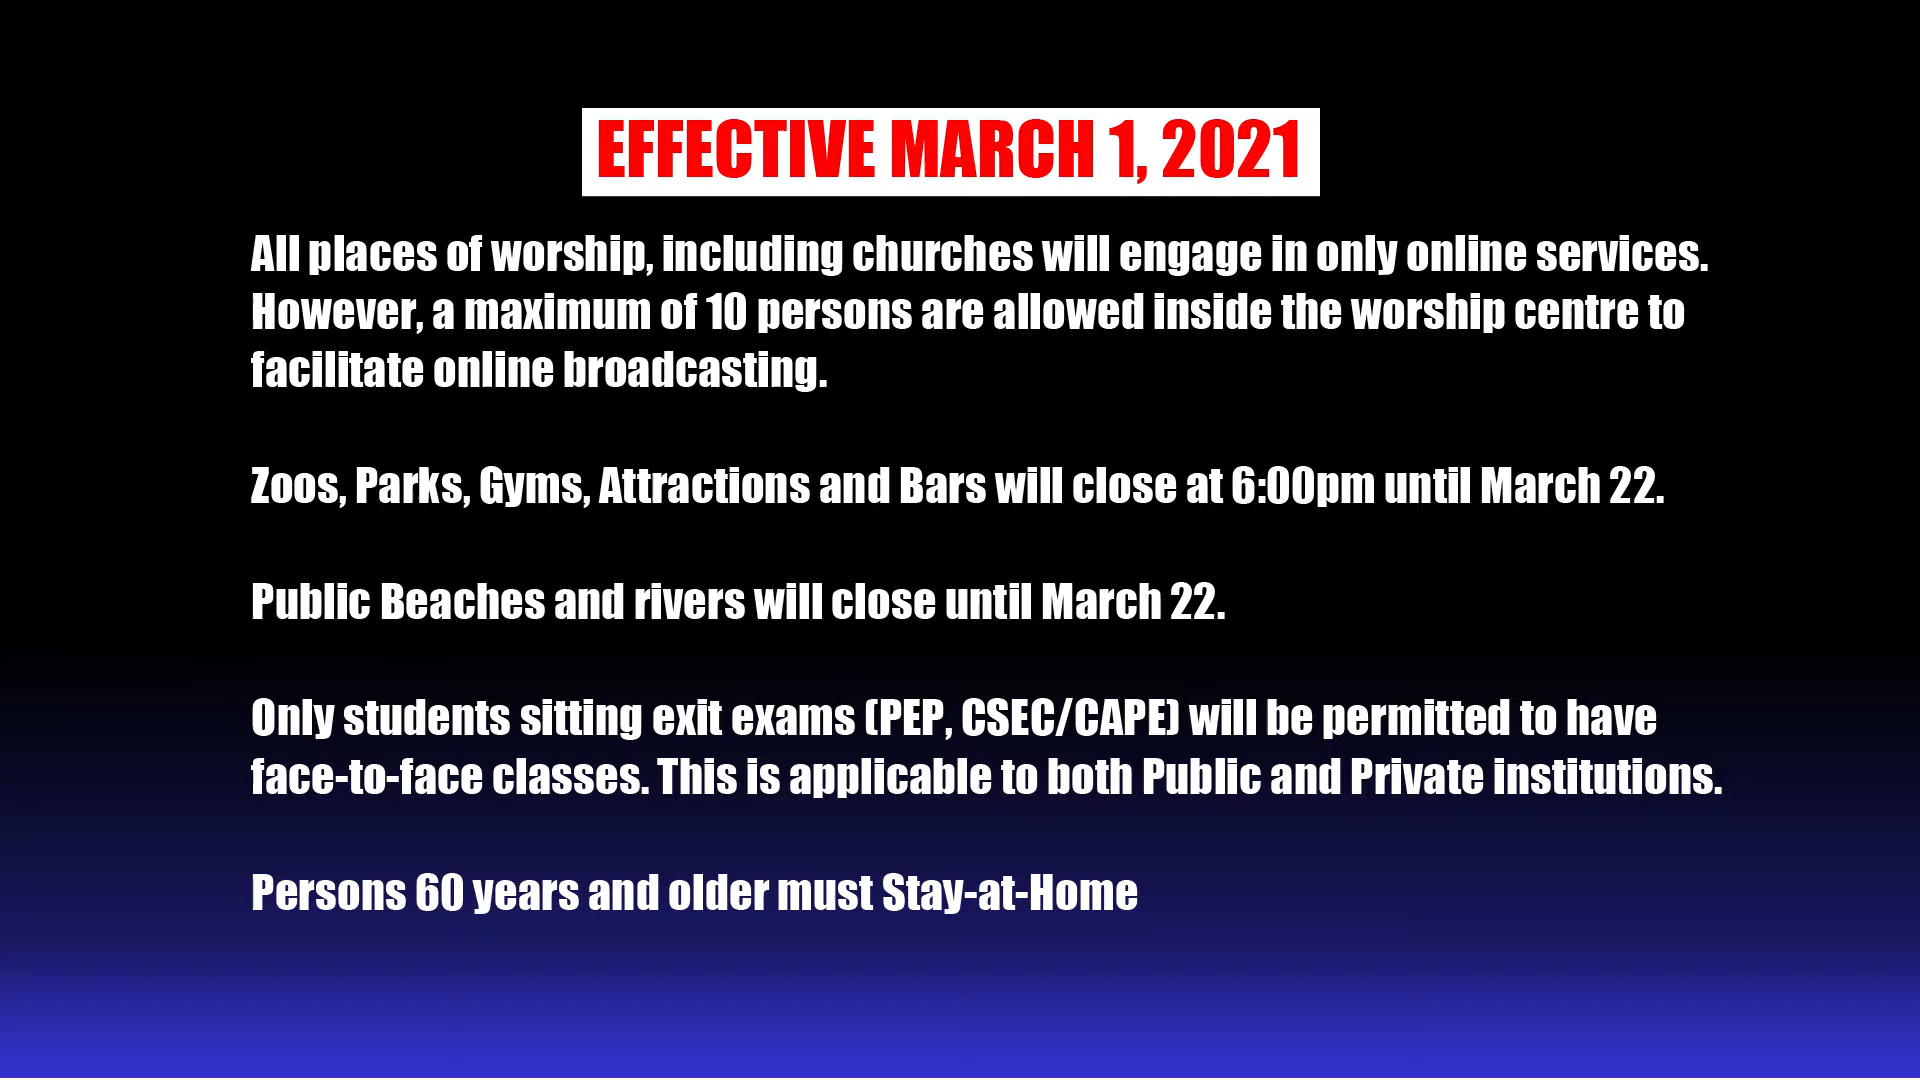 EFFECTIVE MARCH 1, 2021
All places of worship, including churches will engage in only online services.
However, a maximum of 10 persons are allowed inside the worship centre to
facilitate online broadcasting.
Zoos, Parks, Gyms, Attractions and Bars will close at 6:00pm until March 22.
Public Beaches and rivers will close until March 22.
Only students sitting exit exams (PEP, CSEC/CAPE) will be permitted to have
face-to-face classes. This is applicable to both Public and Private institutions.
Persons 60 years and older must Stay-at-Home